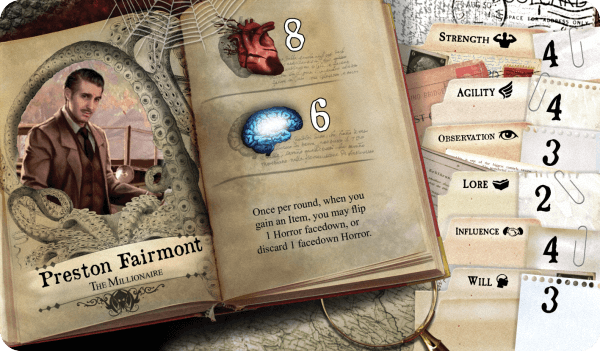 8
6
Once per round, when you
gain an Item, you may flip
1 Horror facedown, or
discard 1 facedown Horror.
Preston Fairmont
The Millionaire
Strength 4
Agility 4
Observation 3
Lore 2
Influence 4
Will 3